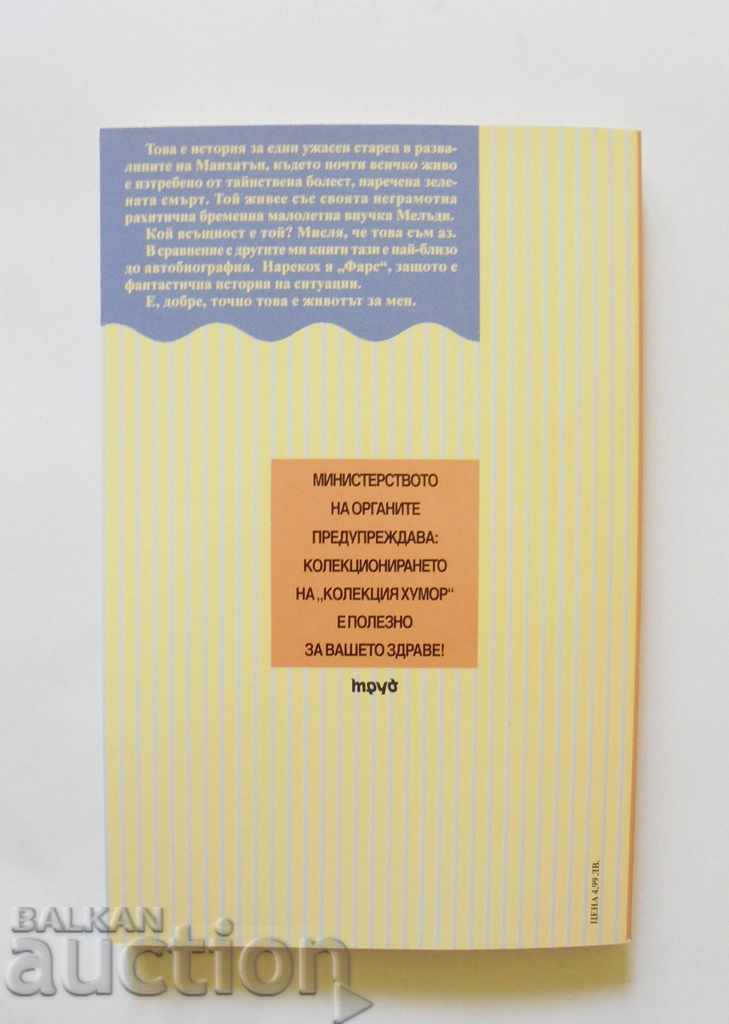 Това е история за един ужасен старец в разва-
лините на Манхатън, където почти всичко живо
е изтребено от тайнствена болест, наречена зеле-
ната смърт. Той живее със своята неграмотна
рахитична бременна малолетна внучка Мелъди.
Кой всъщност е той? Мисля, че това съм аз.
В сравнение с другите ми книги тази е най-близо
до автобиография. Нарекох я „Фарс“, защото е
фантастична история на ситуации.
Е, добре, точно това е животът за мен.
МИНИСТЕРСТВОТО
НА ОРГАНИТЕ
ПРЕДУПРЕЖДАВА:
КОЛЕКЦИОНИРАНЕТО
НА „КОЛЕКЦИЯ ХУМОР“
Е ПОЛЕЗНО
ЗА ВАШЕТО ЗДРАВЕ!
труд
ЦЕНА 4,99 ЛВ.
BALKAN
auction